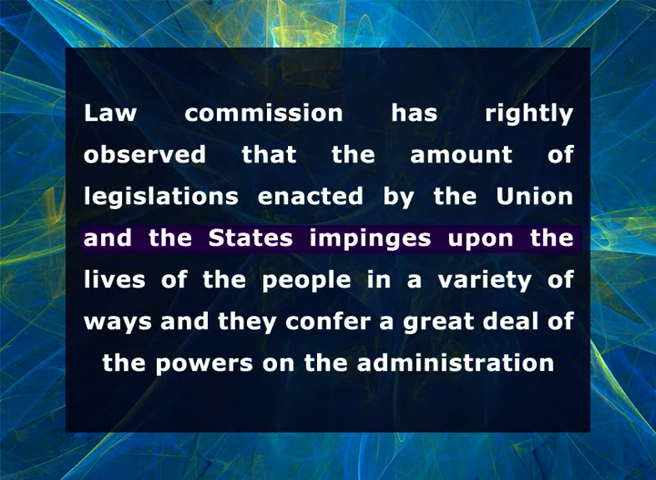 Law commission has rightly
observed that the amount of
legislations enacted by the Union
and the States impinges upon the
lives of the people in a variety of
ways and they confer a great deal of
the powers on the administration